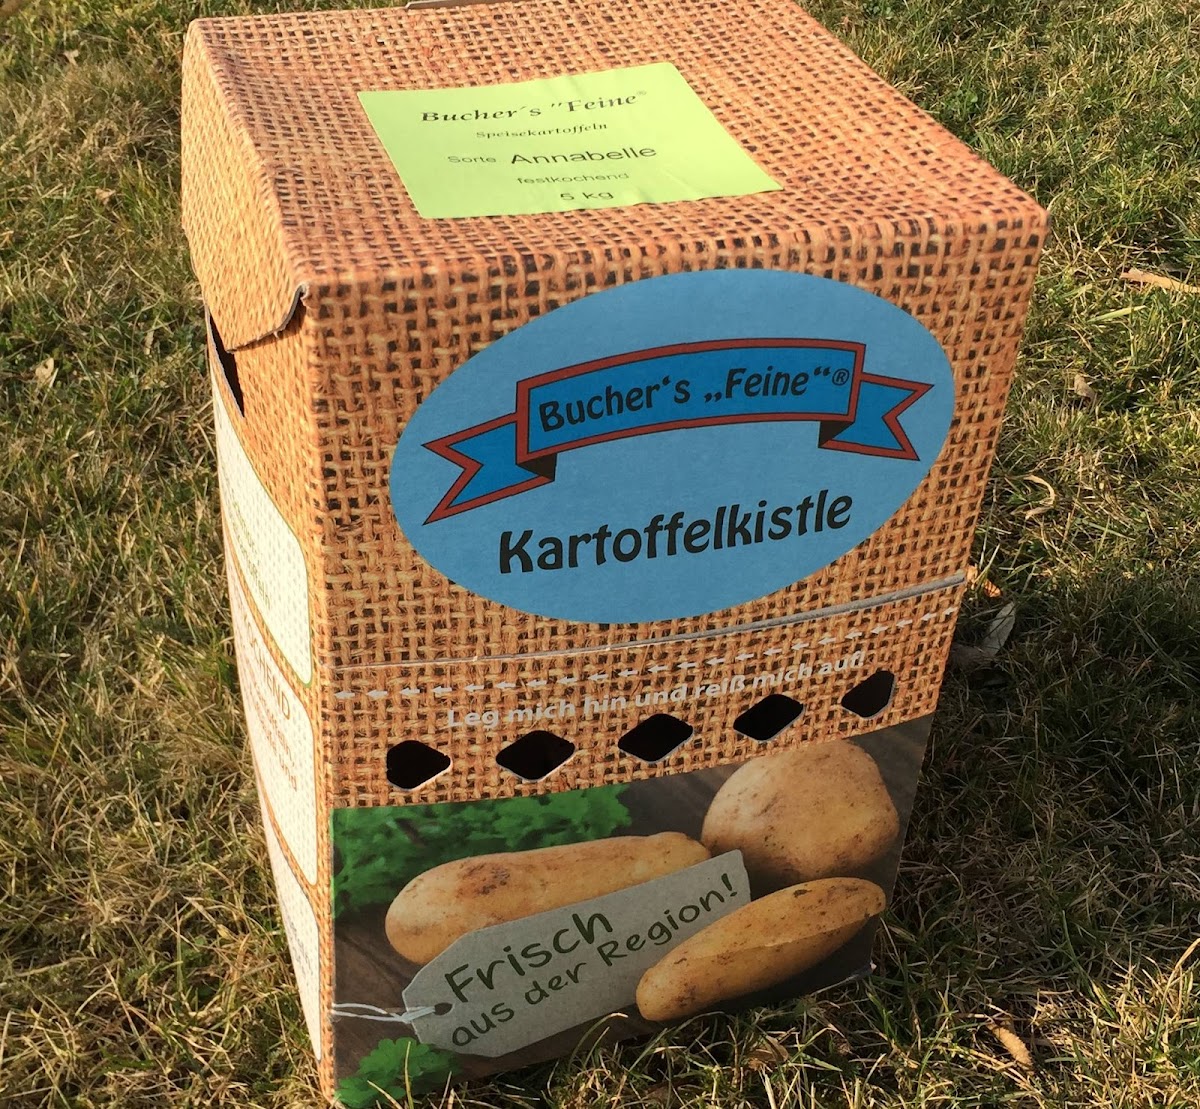 Bucher´s "Feine®
Speisekartoffeln
Sorte Annabelle
festkochend
5 kg
Bucher‘s „Feine“®
Kartoffelkistle
Leg mich hin und reiß mich auf!
Frisch
aus der Region!